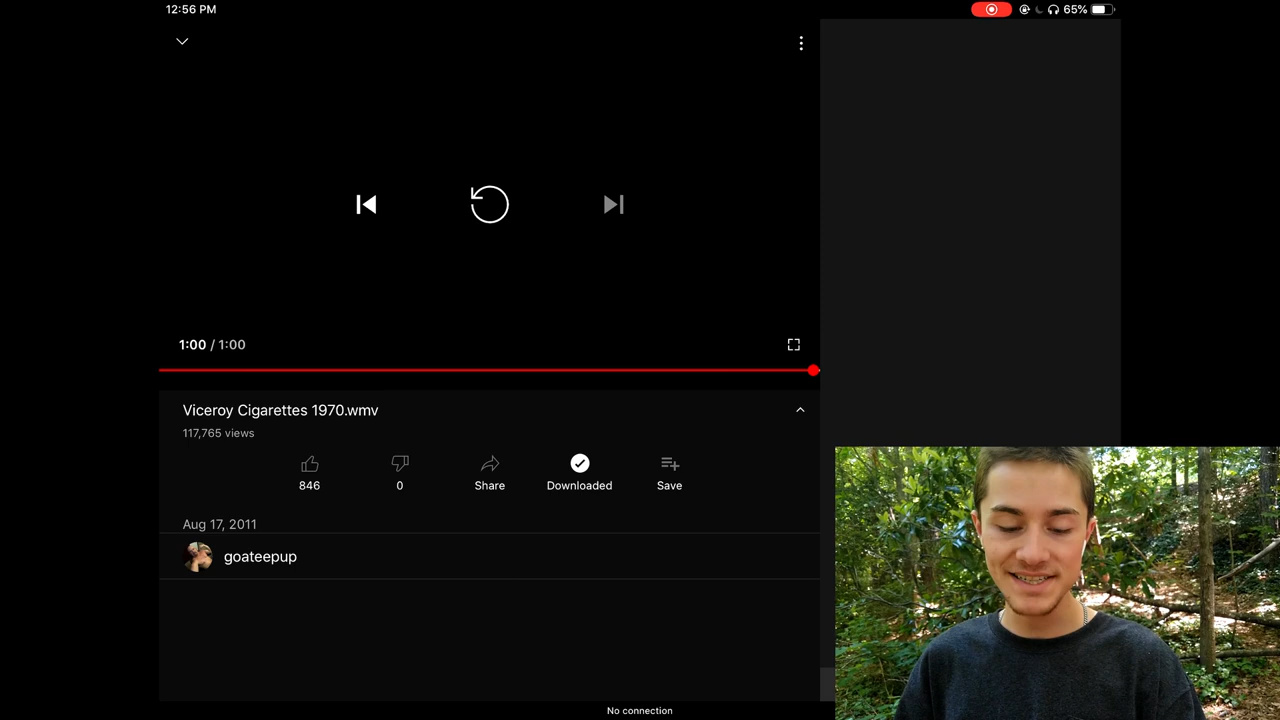 12:56 PM
65%
1:00 / 1:00
Viceroy Cigarettes 1970.wmv
117,765 views
846
0
Share
Downloaded
Save
Aug 17, 2011
goateepup
No connection